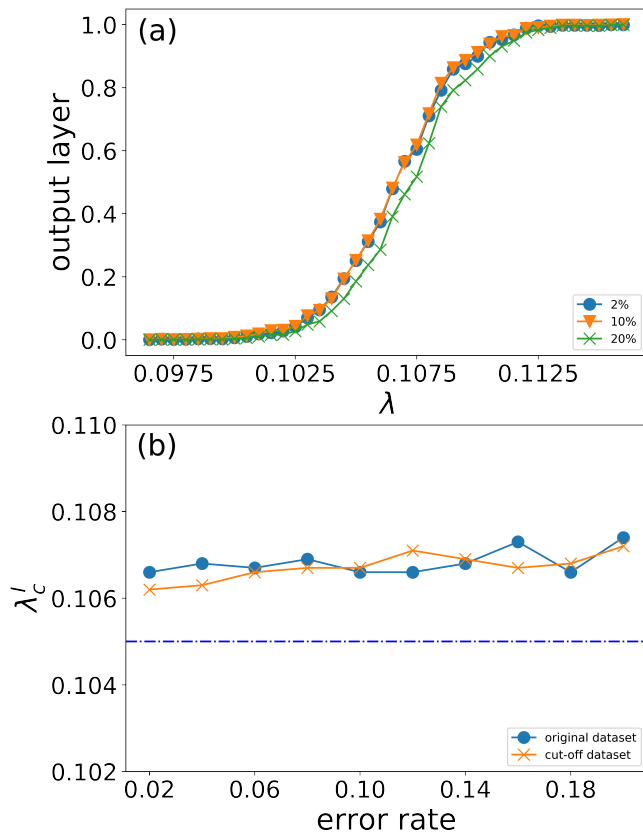 (a)
1.0
0.8
0.6
0.4
0.2
0.0
output layer
2%
10%
20%
0.0975 0.1025 0.1075 0.1125
λ
(b)
0.110
0.108
0.106
0.104
0.102
λ_c^I
original dataset
cut-off dataset
0.02 0.06 0.10 0.14 0.18
error rate